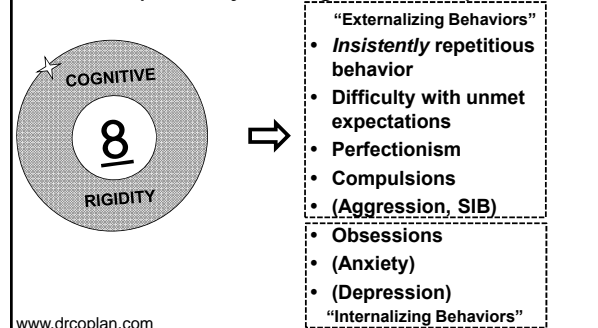 COGNITIVE
8
RIGIDITY
“Externalizing Behaviors”
• Insistently repetitious
behavior
• Difficulty with unmet
expectations
• Perfectionism
• Compulsions
• (Aggression, SIB)
• Obsessions
• (Anxiety)
• (Depression)
“Internalizing Behaviors”
www.drcoplan.com